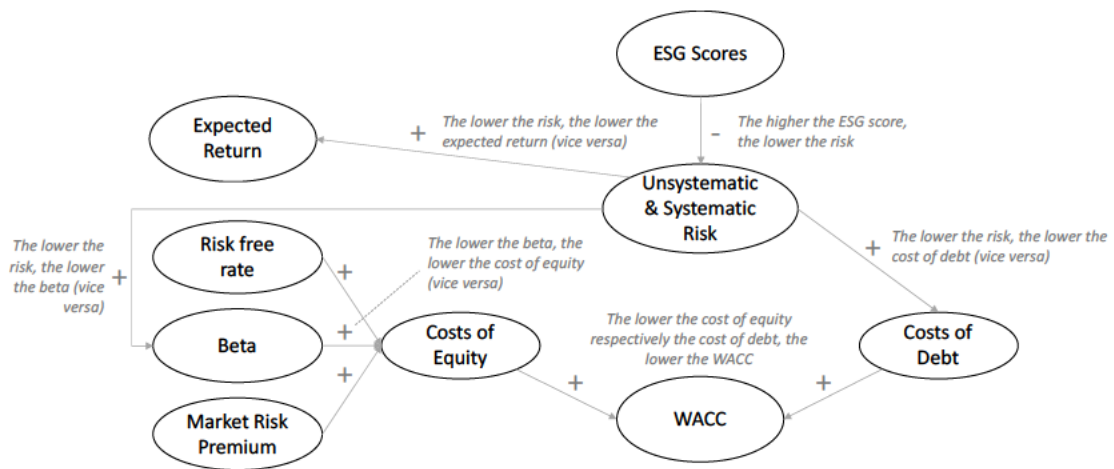 ESG Scores
Expected
Return
+
The lower the risk, the lower the
expected return (vice versa)
-
The higher the ESG score,
the lower the risk
Unsystematic
& Systematic
Risk
The lower the
risk, the lower
the beta (vice
versa)
+
Risk free
rate
+
The lower the beta, the
lower the cost of equity
(vice versa)
+
The lower the risk, the lower the
cost of debt (vice versa)
Beta
+
Costs of
Equity
The lower the cost of equity
respectively the cost of debt, the
lower the WACC
Costs of
Debt
+
Market Risk
Premium
+
WACC
+